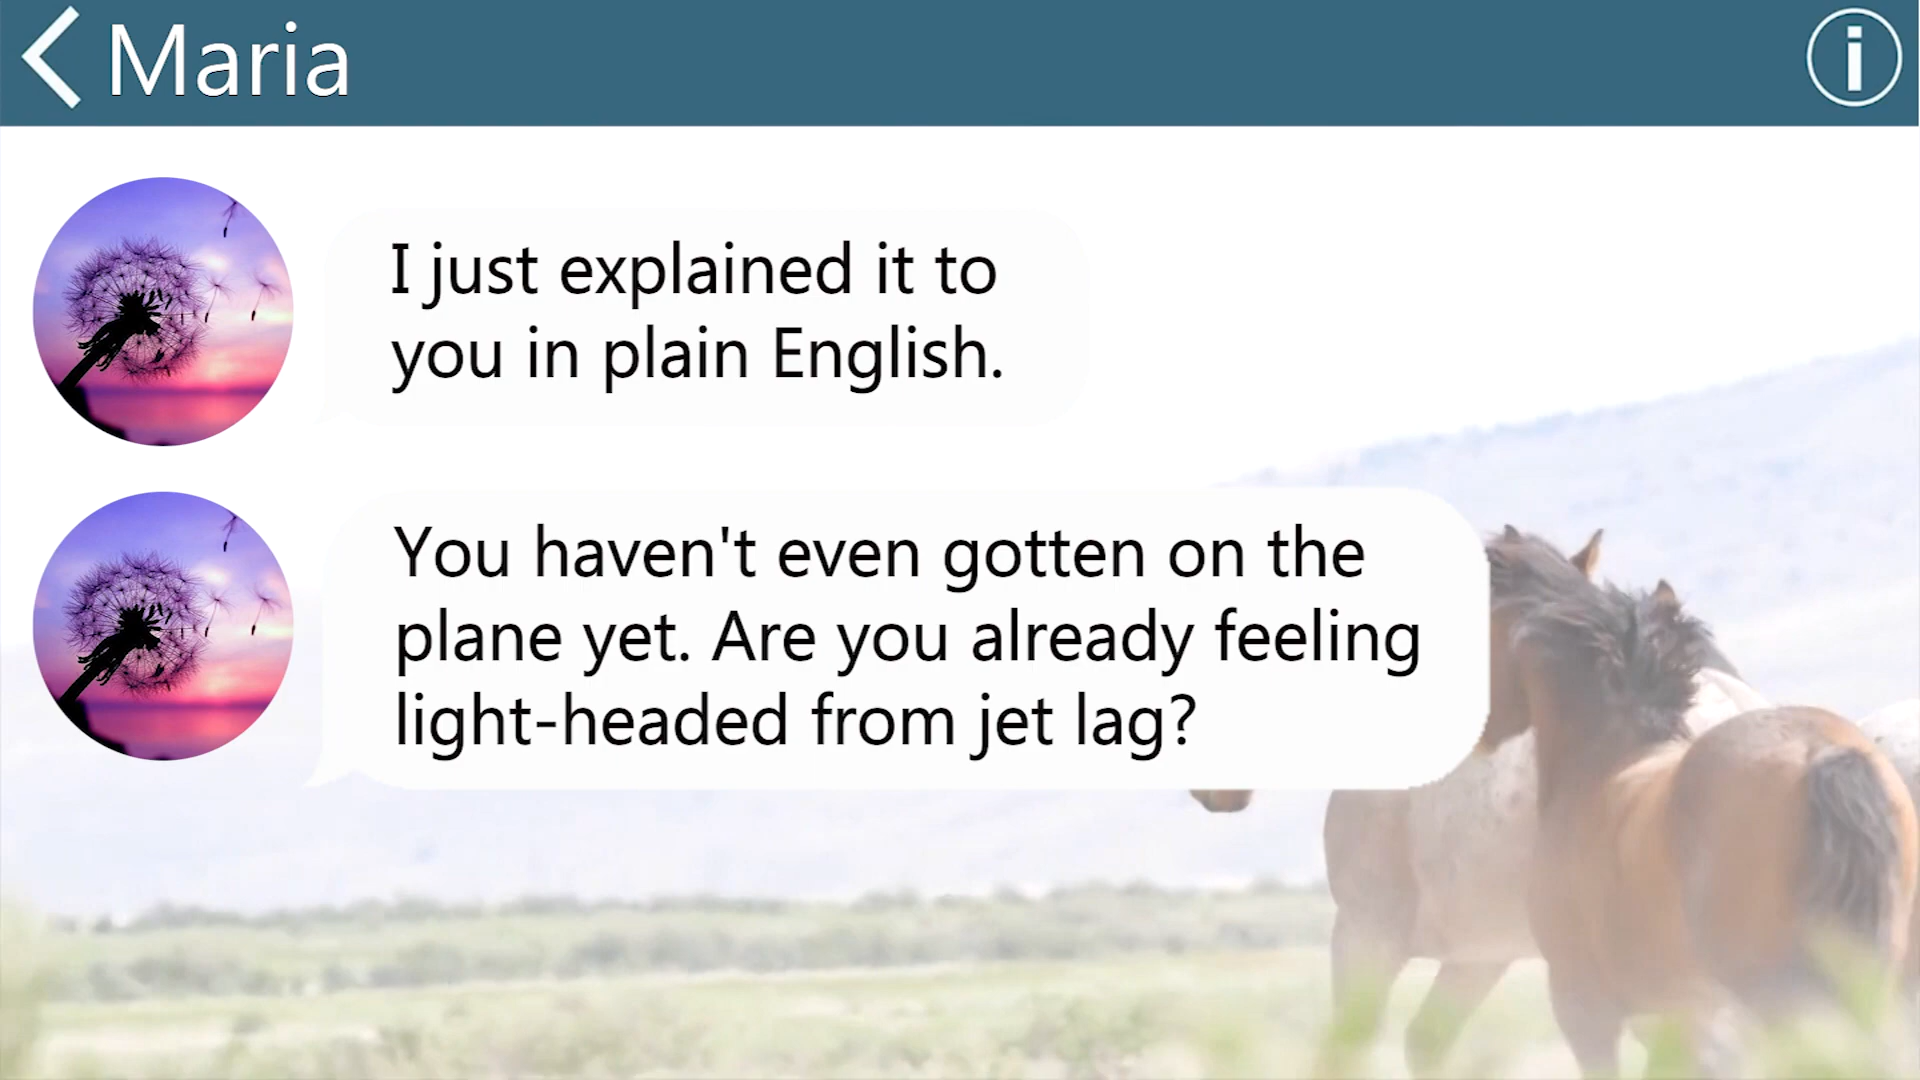 Maria
I just explained it to
you in plain English.
You haven't even gotten on the
plane yet. Are you already feeling
light-headed from jet lag?